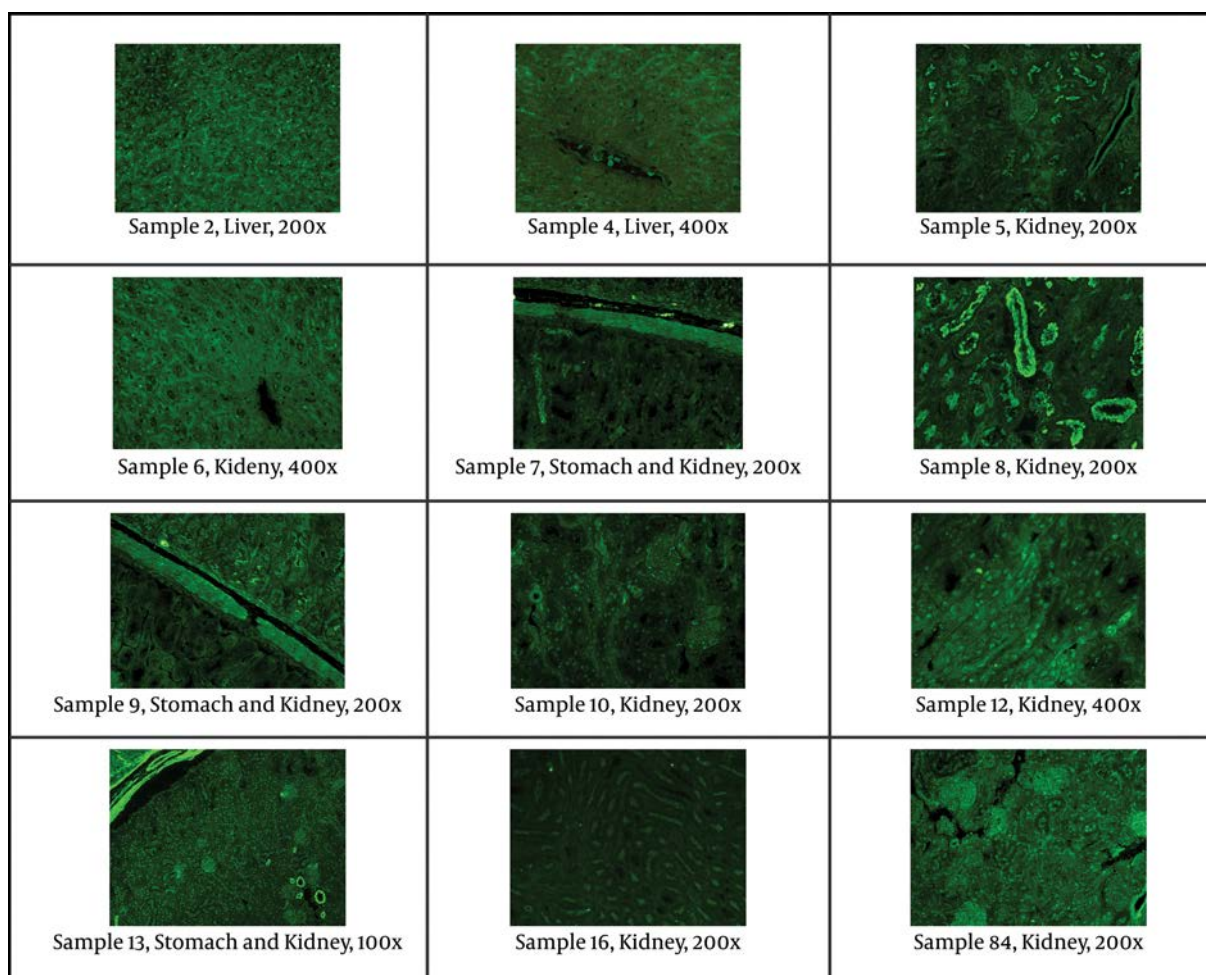 Sample 2, Liver, 200x
Sample 4, Liver, 400x
Sample 5, Kidney, 200x
Sample 6, Kideny, 400x
Sample 7, Stomach and Kidney, 200x
Sample 8, Kidney, 200x
Sample 9, Stomach and Kidney, 200x
Sample 10, Kidney, 200x
Sample 12, Kidney, 400x
Sample 13, Stomach and Kidney, 100x
Sample 16, Kidney, 200x
Sample 84, Kidney, 200x